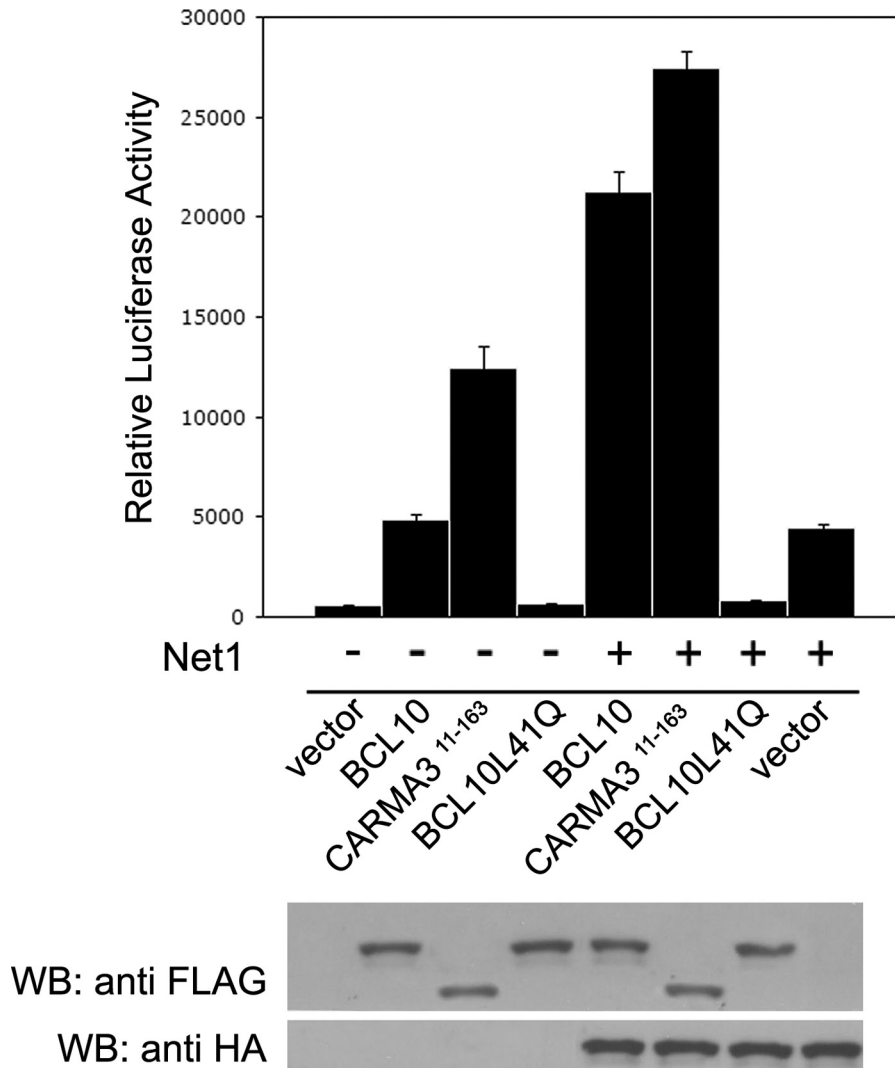 30000
25000
20000
15000
10000
5000
0
Relative Luciferase Activity
Net1 - - - - + + + +
vector
BCL10
CARMA3 11-163
BCL10L41Q
BCL10
CARMA3 11-163
BCL10L41Q
vector
WB: anti FLAG
WB: anti HA